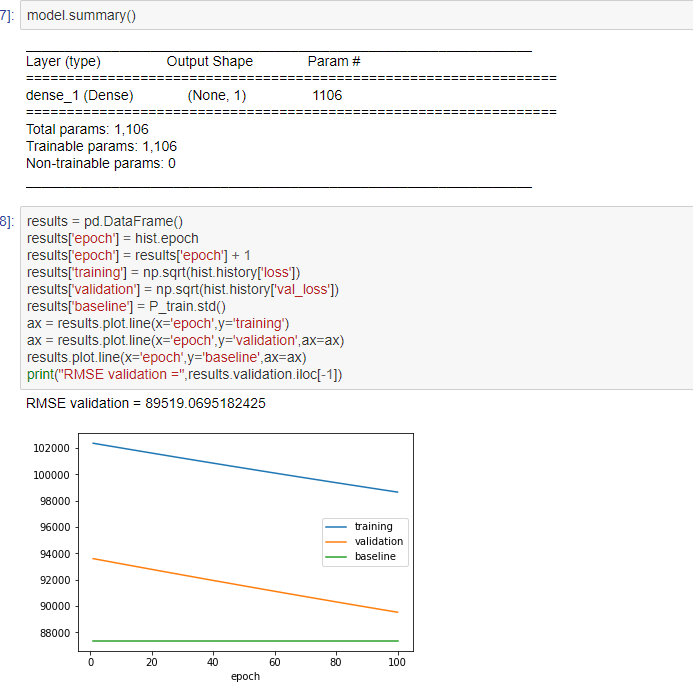 7]: model.summary()
Layer (type) Output Shape Param #
=================================================================
dense_1 (Dense) (None, 1) 1106
=================================================================
Total params: 1,106
Trainable params: 1,106
Non-trainable params: 0
8]: results = pd.DataFrame()
results['epoch'] = hist.epoch
results['epoch'] = results['epoch'] + 1
results['training'] = np.sqrt(hist.history['loss'])
results['validation'] = np.sqrt(hist.history['val_loss'])
results['baseline'] = P_train.std()
ax = results.plot.line(x='epoch',y='training')
ax = results.plot.line(x='epoch',y='validation',ax=ax)
results.plot.line(x='epoch',y='baseline',ax=ax)
print("RMSE validation =",results.validation.iloc[-1])
RMSE validation = 89519.0695182425
102000
100000
98000
96000
94000
92000
90000
88000
training
validation
baseline
0 20 40 60 80 100
epoch